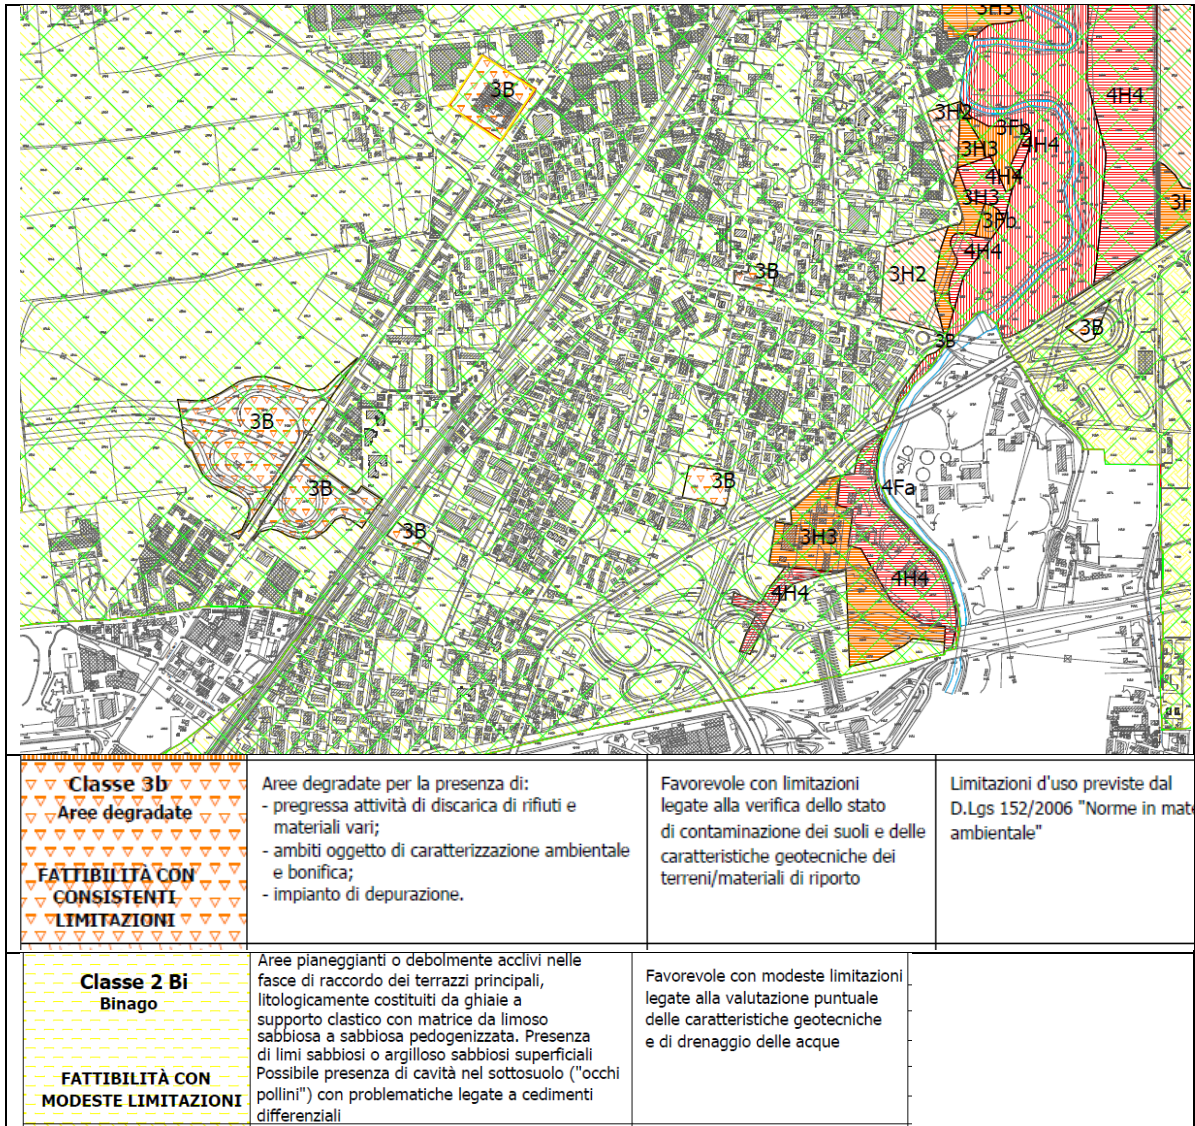 3H3
3B
4H4
3H2
3Fb
3H3
4H4
4H4
3H3
3Fb
4H4
3H2
3B
3B
3B
3B
3B
3B
3B
4Fa
3H3
4H4
4H4
Classe 3b
Aree degradate
FATTIBILITÀ CON
CONSISTENTI
LIMITAZIONI
Aree degradate per la presenza di:
- pregressa attività di discarica di rifiuti e
materiali vari;
- ambiti oggetto di caratterizzazione ambientale
e bonifica;
- impianto di depurazione.
Favorevole con limitazioni
legate alla verifica dello stato
di contaminazione dei suoli e delle
caratteristiche geotecniche dei
terreni/materiali di riporto
Limitazioni d'uso previste dal
D.Lgs 152/2006 "Norme in mate
ambientale"
Classe 2 Bi
Binago
FATTIBILITÀ CON
MODESTE LIMITAZIONI
Aree pianeggianti o debolmente acclivi nelle
fasce di raccordo dei terrazzi principali,
litologicamente costituiti da ghiaie a
supporto clastico con matrice da limoso
sabbiosa a sabbiosa pedogenizzata. Presenza
di limi sabbiosi o argilloso sabbiosi superficiali
Possibile presenza di cavità nel sottosuolo ("occhi
pollini") con problematiche legate a cedimenti
differenziali
Favorevole con modeste limitazioni
legate alla valutazione puntuale
delle caratteristiche geotecniche
e di drenaggio delle acque